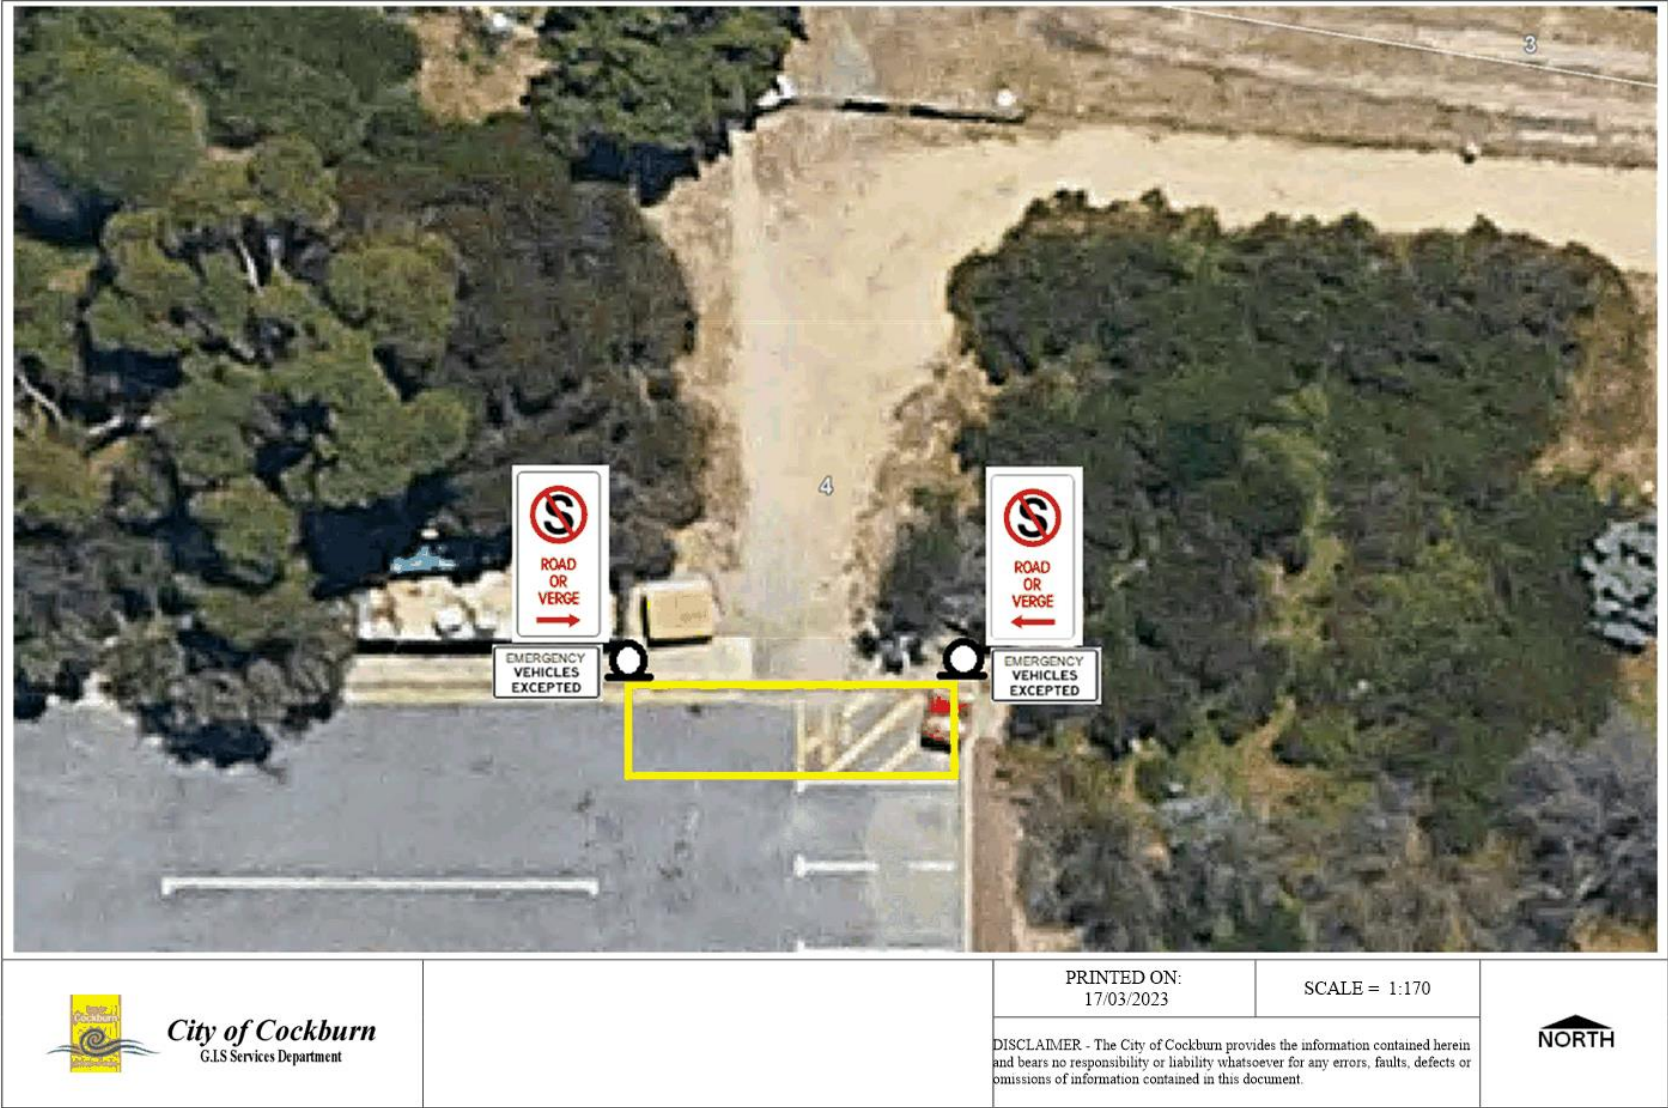 3
4
S
ROAD
OR
VERGE
EMERGENCY
VEHICLES
EXCEPTED
S
ROAD
OR
VERGE
EMERGENCY
VEHICLES
EXCEPTED
Cockburn
City of Cockburn
G.I.S Services Department
PRINTED ON:
17/03/2023
SCALE = 1:170
DISCLAIMER - The City of Cockburn provides the information contained herein
and bears no responsibility or liability whatsoever for any errors, faults, defects or
omissions of information contained in this document.
NORTH